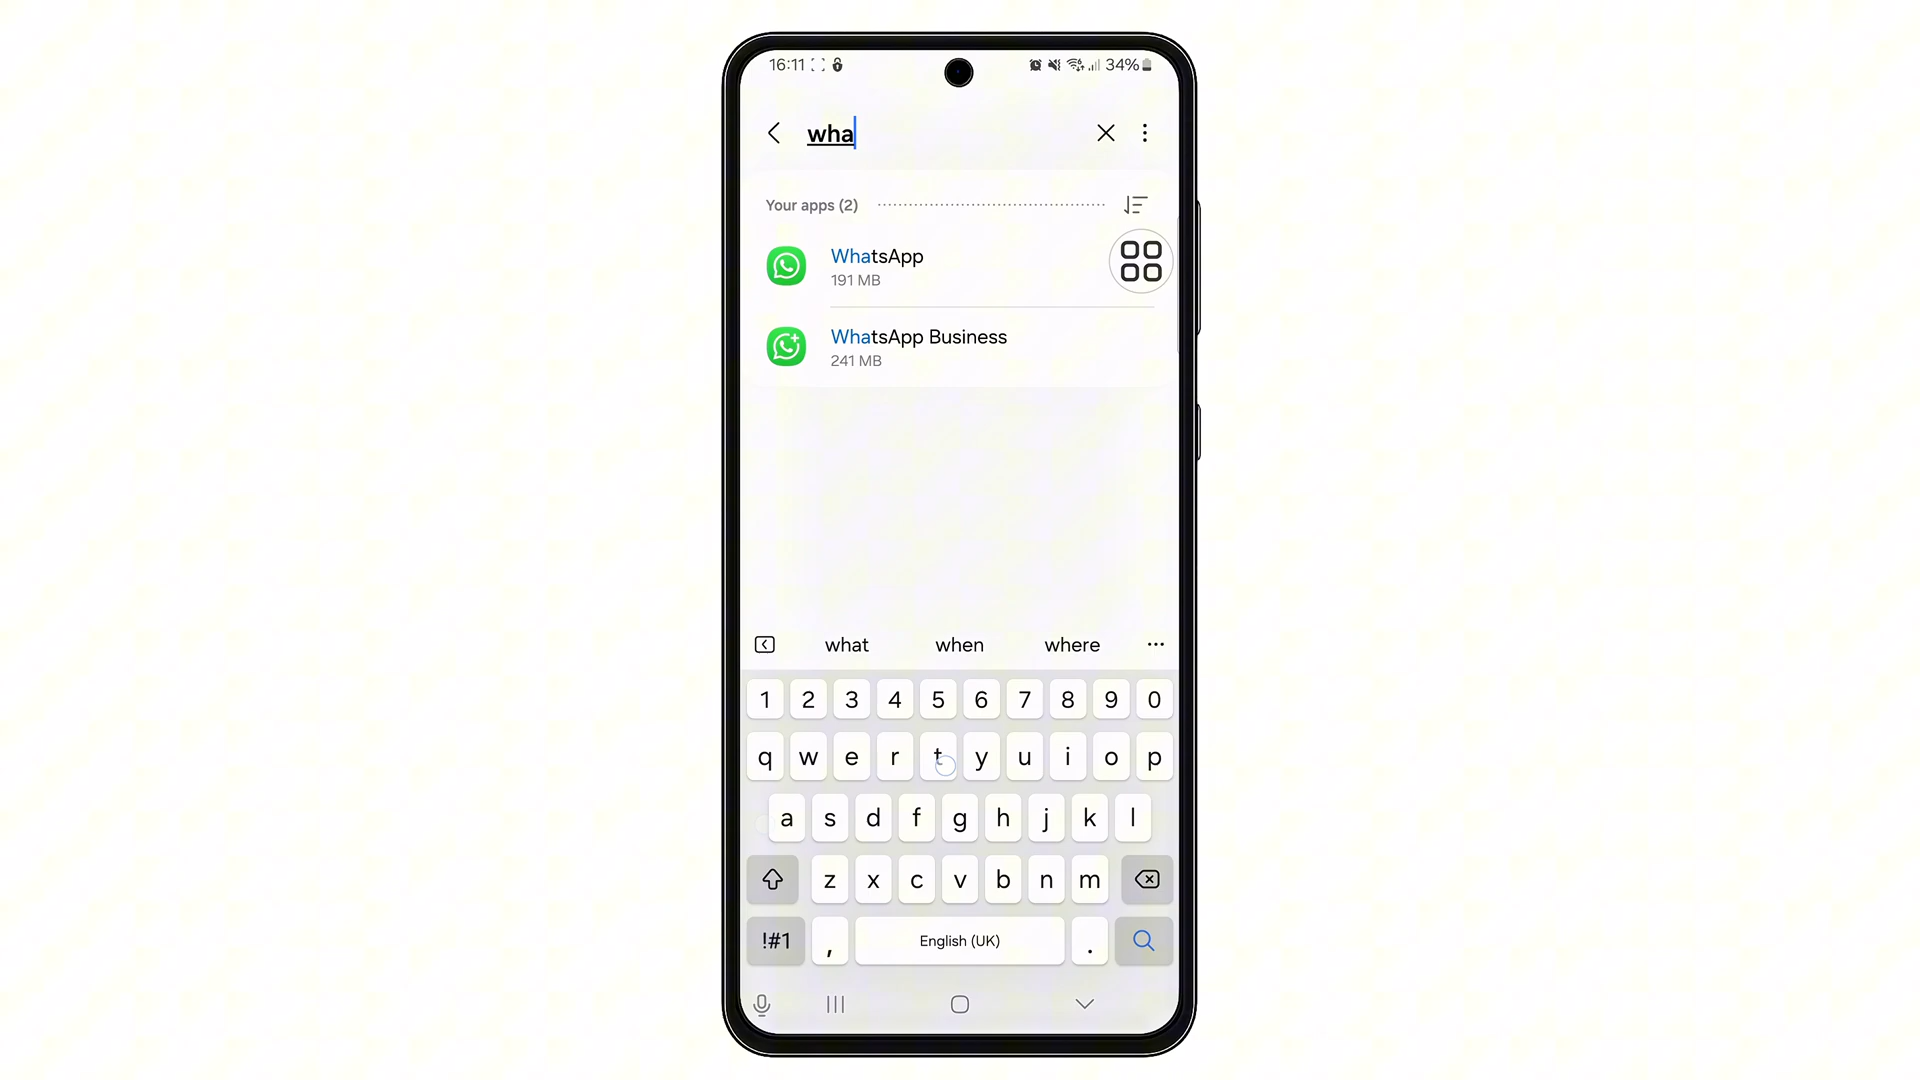 16:11 34%
wha
Your apps (2)
WhatsApp
191 MB
WhatsApp Business
241 MB
what when where
1 2 3 4 5 6 7 8 9 0
q w e r t y u i o p
a s d f g h j k l
z x c v b n m
!#1 , English (UK) .